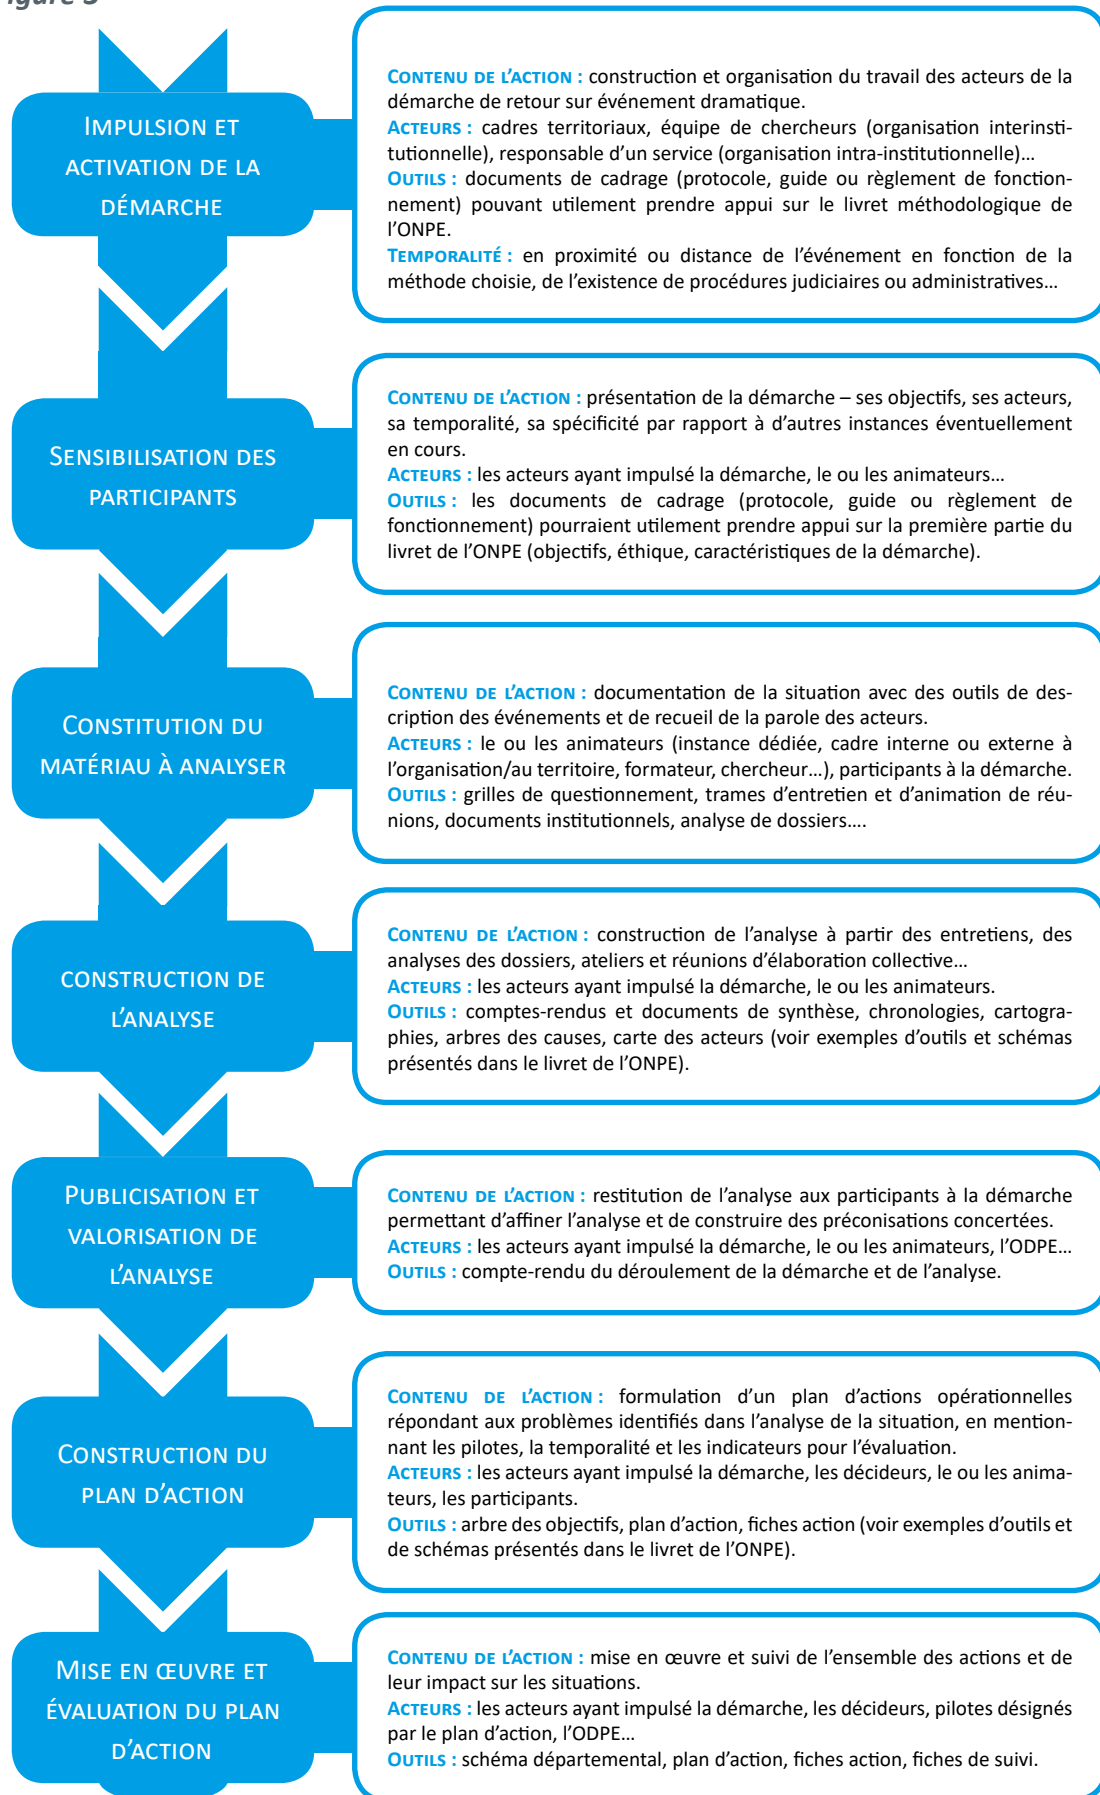 IMPULSION ET
ACTIVATION DE LA
DÉMARCHE
CONTENU DE L'ACTION : construction et organisation du travail des acteurs de la
démarche de retour sur événement dramatique.
ACTEURS : cadres territoriaux, équipe de chercheurs (organisation interinsti-
tutionnelle), responsable d'un service (organisation intra-institutionnelle)…
OUTILS : documents de cadrage (protocole, guide ou règlement de fonction-
nement) pouvant utilement prendre appui sur le livret méthodologique de
l'ONPE.
TEMPORALITÉ : en proximité ou distance de l'événement en fonction de la
méthode choisie, de l'existence de procédures judiciaires ou administratives…
SENSIBILISATION DES
PARTICIPANTS
CONTENU DE L'ACTION : présentation de la démarche – ses objectifs, ses acteurs,
sa temporalité, sa spécificité par rapport à d'autres instances éventuellement
en cours.
ACTEURS : les acteurs ayant impulsé la démarche, le ou les animateurs…
OUTILS : les documents de cadrage (protocole, guide ou règlement de
fonctionnement) pourraient utilement prendre appui sur la première partie du
livret de l'ONPE (objectifs, éthique, caractéristiques de la démarche).
CONSTITUTION DU
MATÉRIAU À ANALYSER
CONTENU DE L'ACTION : documentation de la situation avec des outils de des-
cription des événements et de recueil de la parole des acteurs.
ACTEURS : le ou les animateurs (instance dédiée, cadre interne ou externe à
l'organisation/au territoire, formateur, chercheur…), participants à la démarche.
OUTILS : grilles de questionnement, trames d'entretien et d'animation de réu-
nions, documents institutionnels, analyse de dossiers….
CONSTRUCTION DE
L'ANALYSE
CONTENU DE L'ACTION : construction de l'analyse à partir des entretiens, des
analyses des dossiers, ateliers et réunions d'élaboration collective…
ACTEURS : les acteurs ayant impulsé la démarche, le ou les animateurs.
OUTILS : comptes-rendus et documents de synthèse, chronologies, cartogra-
phies, arbres des causes, carte des acteurs (voir exemples d'outils et schémas
présentés dans le livret de l'ONPE).
PUBLICISATION ET
VALORISATION DE
L'ANALYSE
CONTENU DE L'ACTION : restitution de l'analyse aux participants à la démarche
permettant d'affiner l'analyse et de construire des préconisations concertées.
ACTEURS : les acteurs ayant impulsé la démarche, le ou les animateurs, l'ODPE…
OUTILS : compte-rendu du déroulement de la démarche et de l'analyse.
CONSTRUCTION DU
PLAN D'ACTION
CONTENU DE L'ACTION : formulation d'un plan d'actions opérationnelles
répondant aux problèmes identifiés dans l'analyse de la situation, en mention-
nant les pilotes, la temporalité et les indicateurs pour l'évaluation.
ACTEURS : les acteurs ayant impulsé la démarche, les décideurs, le ou les anima-
teurs, les participants.
OUTILS : arbre des objectifs, plan d'action, fiches action (voir exemples d'outils et
de schémas présentés dans le livret de l'ONPE).
MISE EN ŒUVRE ET
ÉVALUATION DU PLAN
D'ACTION
CONTENU DE L'ACTION : mise en œuvre et suivi de l'ensemble des actions et de
leur impact sur les situations.
ACTEURS : les acteurs ayant impulsé la démarche, les décideurs, pilotes désignés
par le plan d'action, l'ODPE…
OUTILS : schéma départemental, plan d'action, fiches action, fiches de suivi.